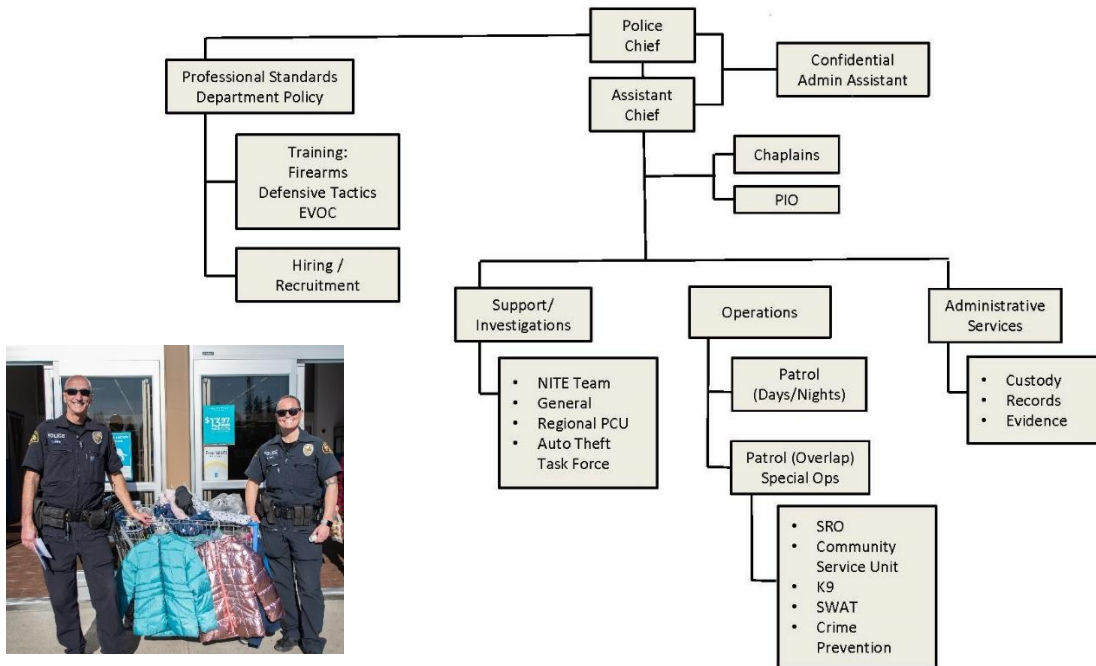 Police
Chief
Confidential
Admin Assistant
Professional Standards
Department Policy
Assistant
Chief
Training:
Firearms
Defensive Tactics
EVOC
Chaplains
PIO
Hiring /
Recruitment
Support/
Investigations
Operations
Administrative
Services
• NITE Team
• General
• Regional PCU
• Auto Theft
Task Force
Patrol
(Days/Nights)
• Custody
• Records
• Evidence
Patrol (Overlap)
Special Ops
• SRO
• Community
Service Unit
• K9
• SWAT
• Crime
Prevention
POLICE
POLICE
$13.97